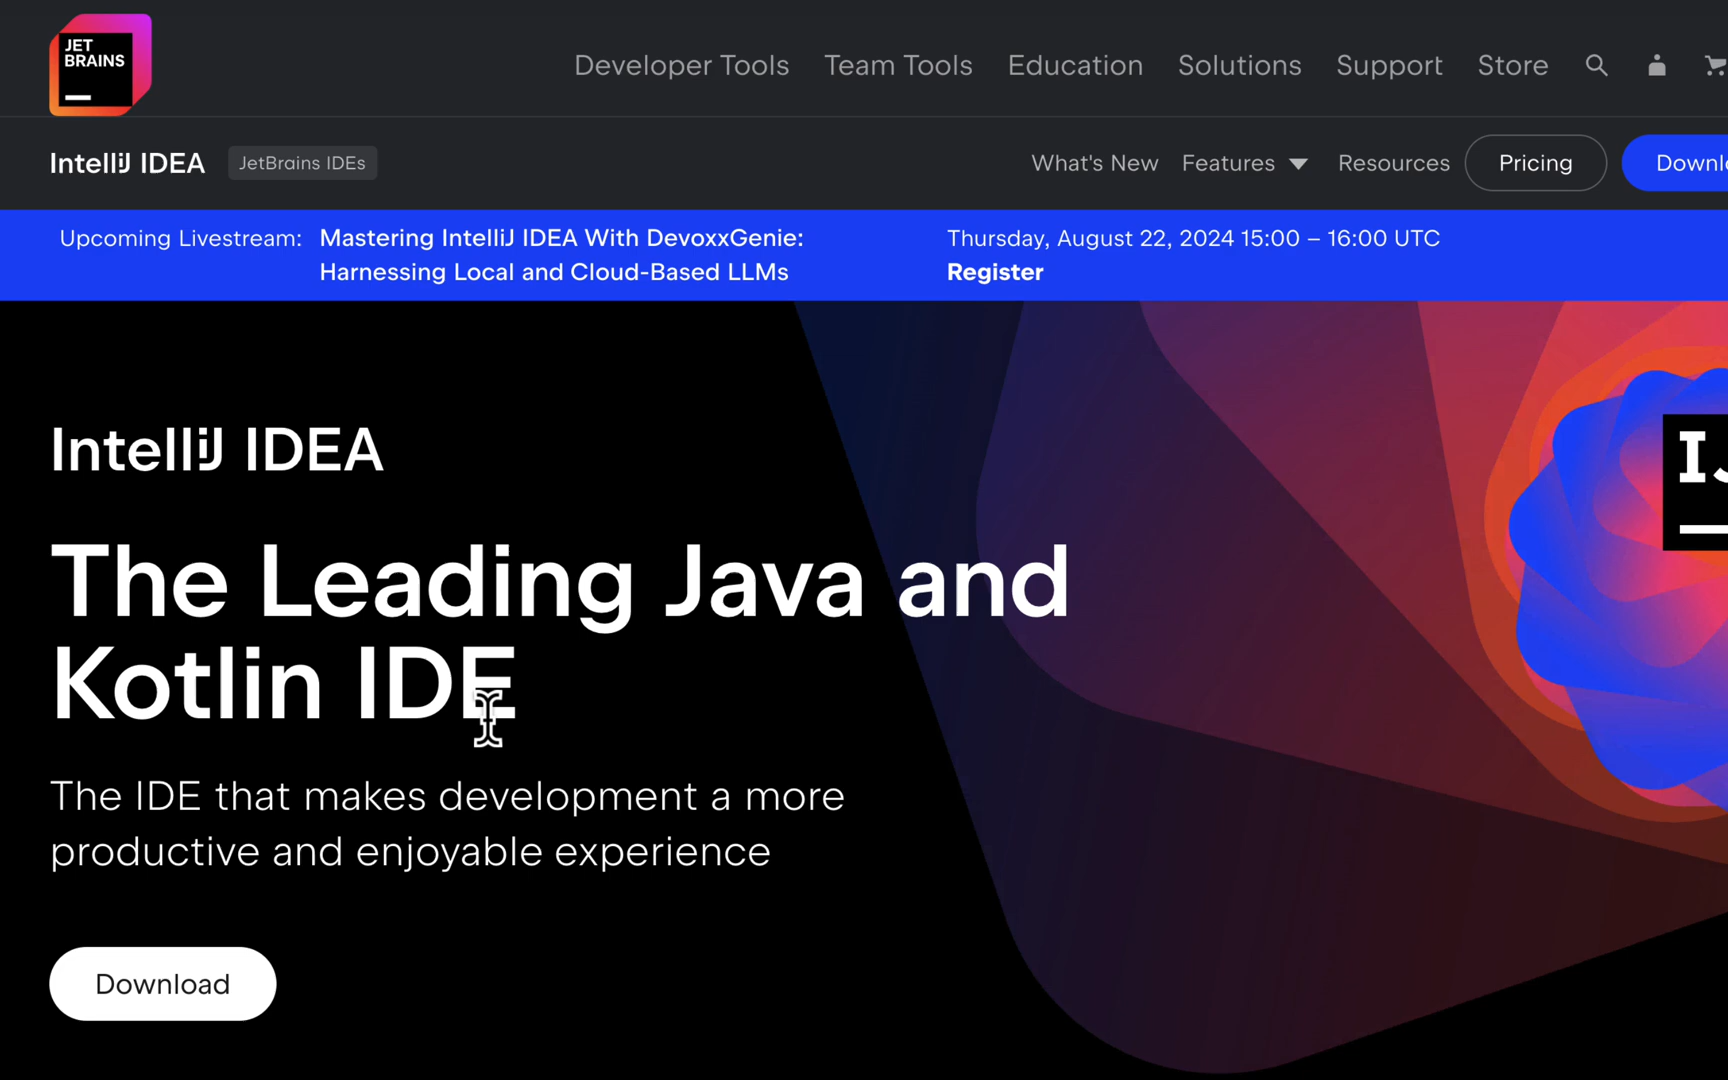 JET
BRAINS
Developer Tools Team Tools Education Solutions Support Store
IntelliJ IDEA JetBrains IDEs What's New Features Resources Pricing Downl
Upcoming Livestream: Mastering IntelliJ IDEA With DevoxxGenie: Thursday, August 22, 2024 15:00 – 16:00 UTC
Harnessing Local and Cloud-Based LLMs Register
IntelliJ IDEA
IJ
The Leading Java and
Kotlin IDE
The IDE that makes development a more
productive and enjoyable experience
Download